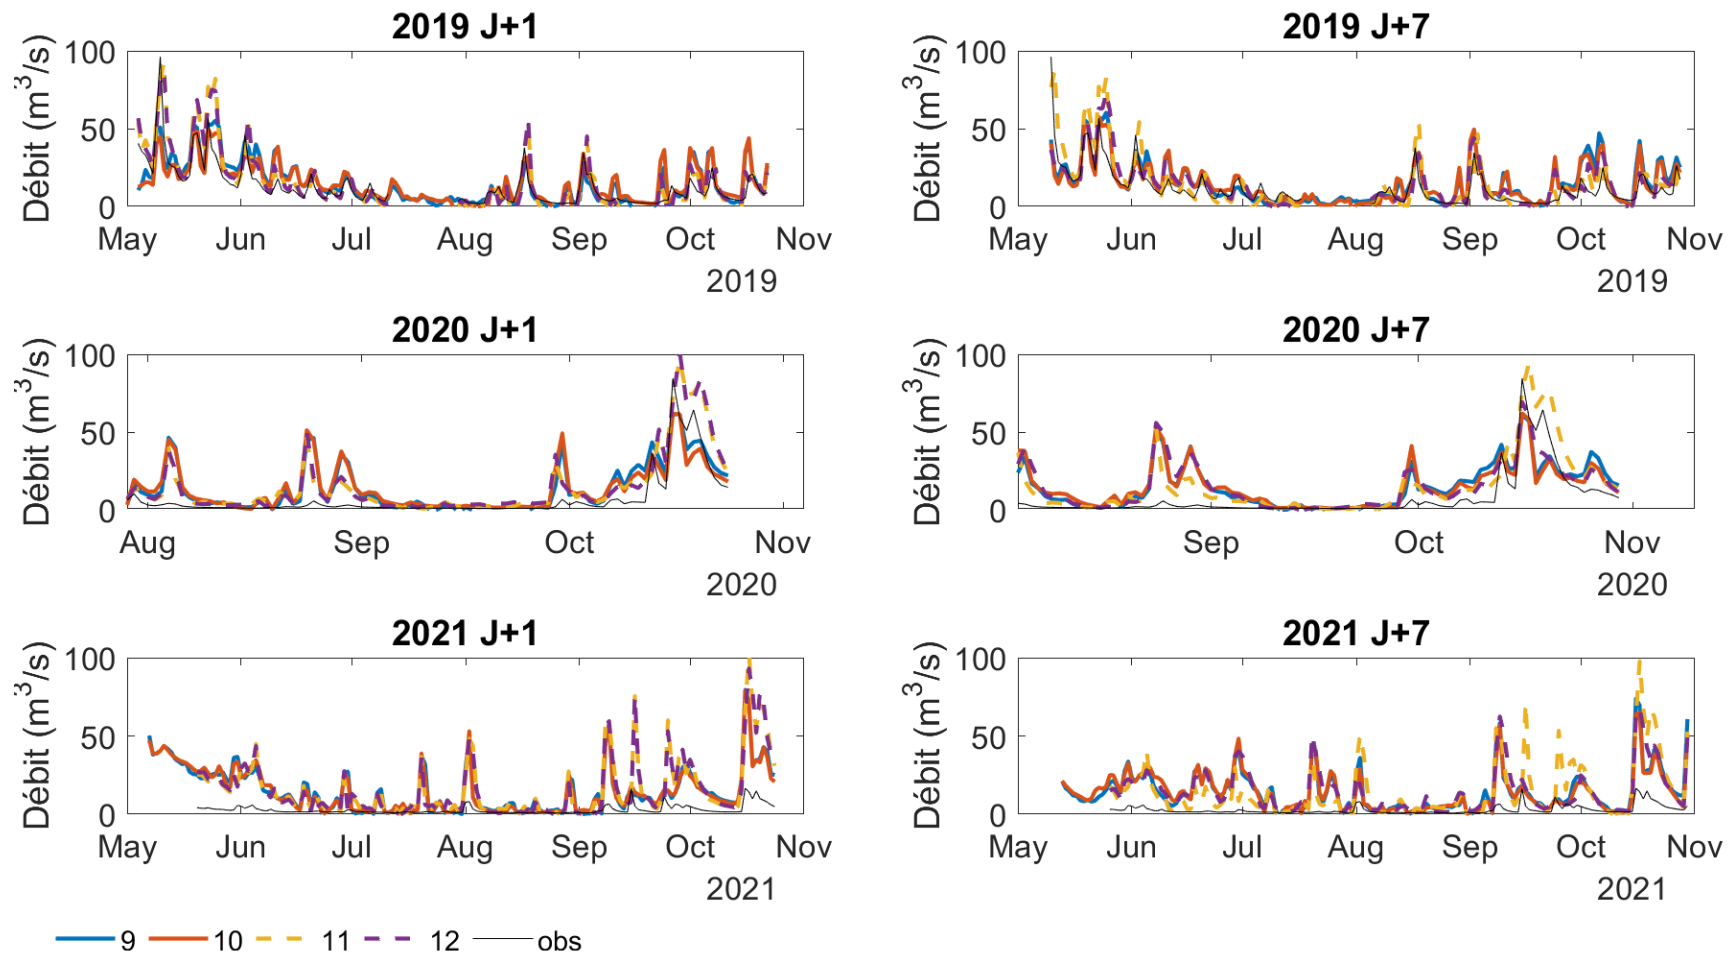 2019 J+1
2019 J+7
Débit (m³/s)
100
50
0
May Jun Jul Aug Sep Oct Nov
2019
Débit (m³/s)
100
50
0
May Jun Jul Aug Sep Oct Nov
2019
2020 J+1
2020 J+7
Débit (m³/s)
100
50
0
Aug Sep Oct Nov
2020
Débit (m³/s)
100
50
0
Sep Oct Nov
2020
2021 J+1
2021 J+7
Débit (m³/s)
100
50
0
May Jun Jul Aug Sep Oct Nov
2021
Débit (m³/s)
100
50
0
May Jun Jul Aug Sep Oct Nov
2021
9 10 11 12 obs